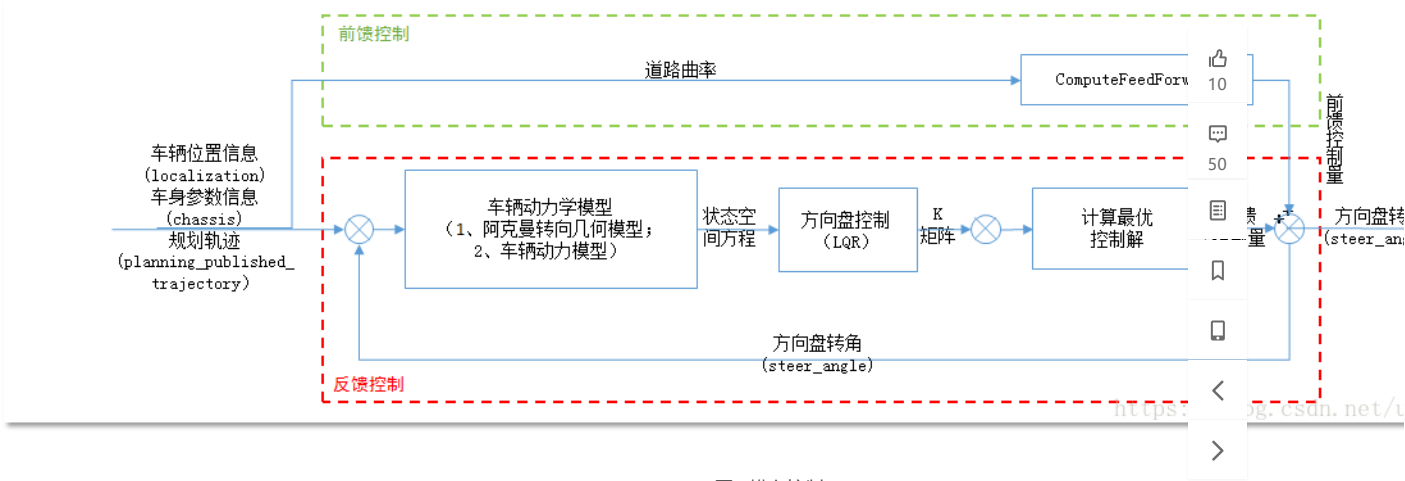 前馈控制
道路曲率
ComputeFeedForw
10
前馈控制量
50
车辆位置信息
(localization)
车身参数信息
(chassis)
规划轨迹
(planning_published_
trajectory)
车辆动力学模型
(1、阿克曼转向几何模型;
2、车辆动力模型)
状态空
间方程
方向盘控制
(LQR)
K
矩阵
计算最优
控制解
馈
量
++
方向盘转
(steer_ang
方向盘转角
(steer_angle)
反馈控制
https:
og.csdn.net/u